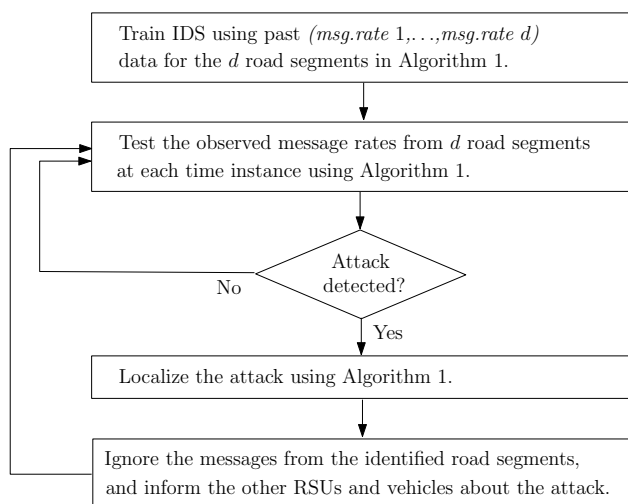 Train IDS using past (msg.rate 1,...,msg.rate d)
data for the d road segments in Algorithm 1.
Test the observed message rates from d road segments
at each time instance using Algorithm 1.
Attack
detected?
No
Yes
Localize the attack using Algorithm 1.
Ignore the messages from the identified road segments,
and inform the other RSUs and vehicles about the attack.